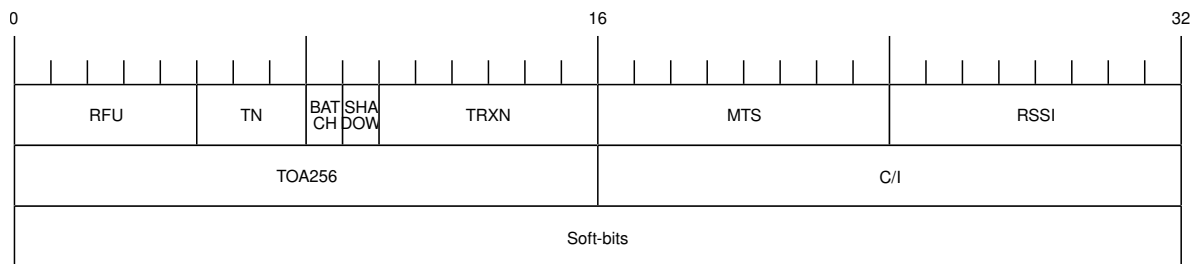 0 16 32
RFU TN BAT CH SHA DOW TRXN MTS RSSI
TOA256 C/I
Soft-bits